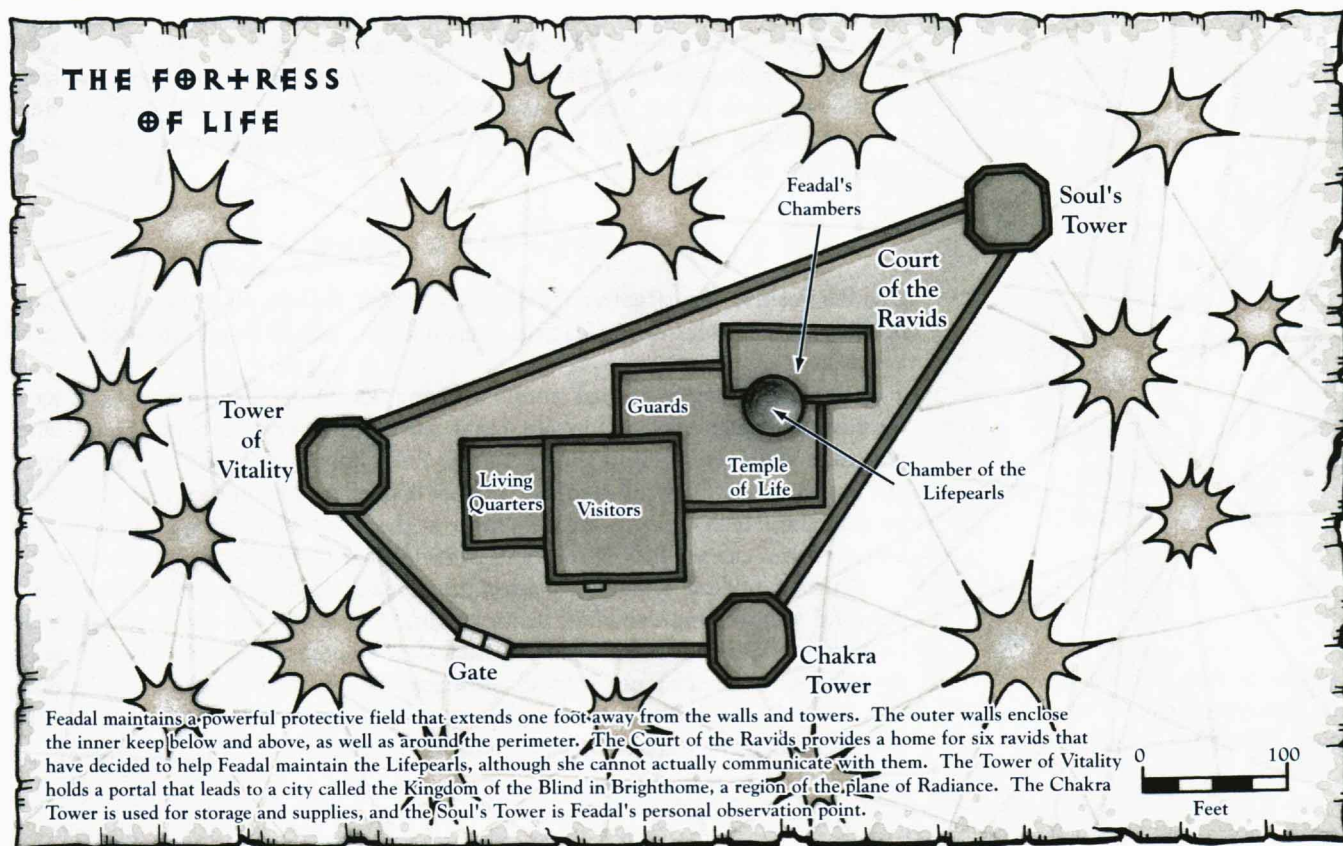 THE FORTRESS
OF LIFE
Feadal's
Chambers
Soul's
Tower
Court
of the
Ravids
Tower
of
Vitality
Guards
Living
Quarters
Visitors
Temple
of Life
Chamber of the
Lifepearls
Gate
Chakra
Tower
Feadal maintains a powerful protective field that extends one foot away from the walls and towers. The outer walls enclose
the inner keep below and above, as well as around the perimeter. The Court of the Ravids provides a home for six ravids that
have decided to help Feadal maintain the Lifepearls, although she cannot actually communicate with them. The Tower of Vitality
holds a portal that leads to a city called the Kingdom of the Blind in Brighthome, a region of the plane of Radiance. The Chakra
Tower is used for storage and supplies, and the Soul's Tower is Feadal's personal observation point.
0 100
Feet